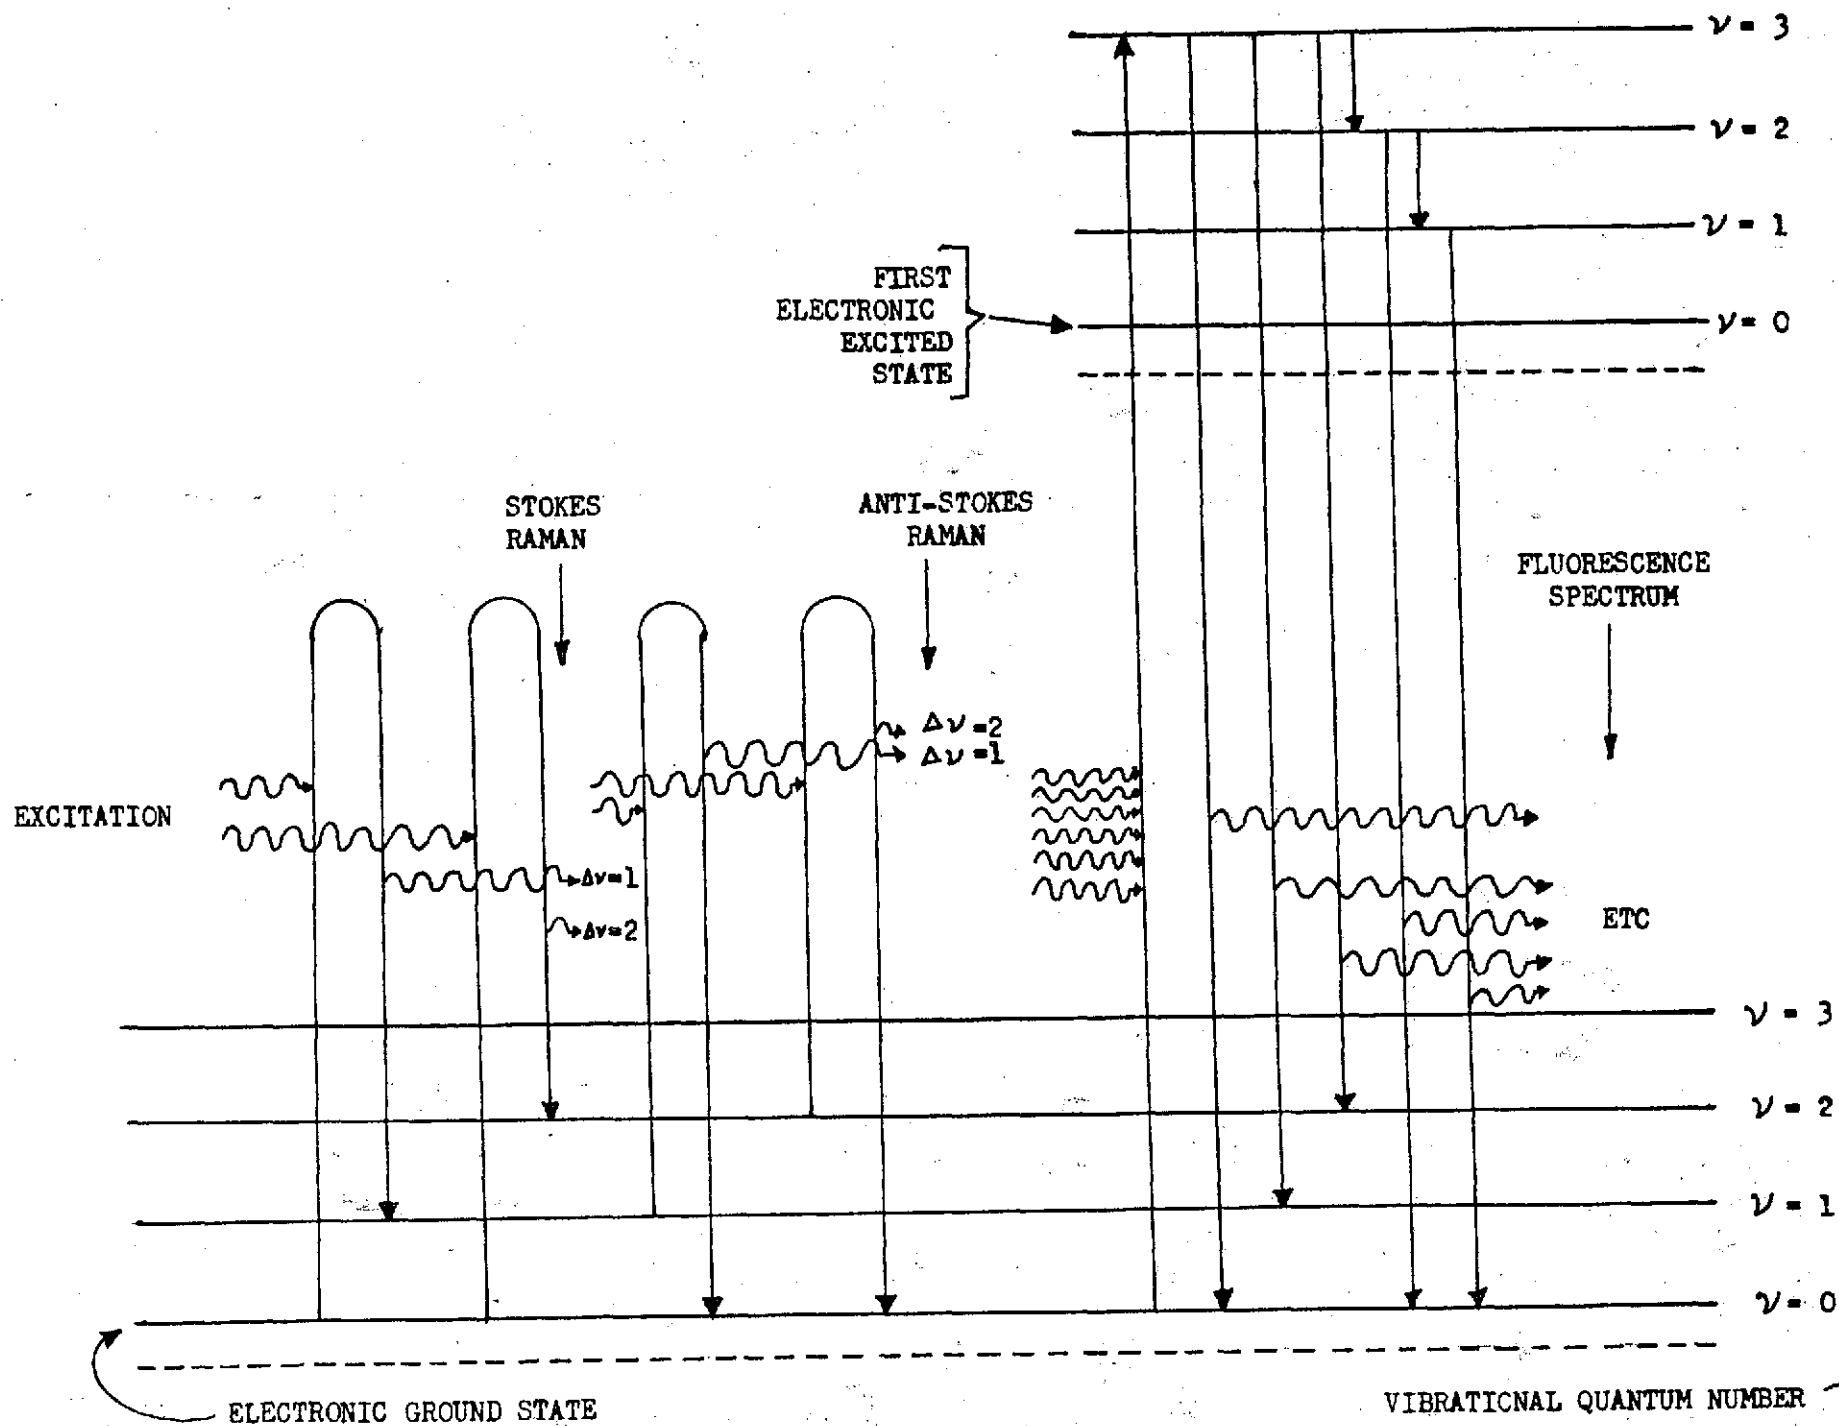 ν = 3
ν = 2
ν = 1
FIRST
ELECTRONIC
EXCITED
STATE
ν = 0
STOKES
RAMAN
ANTI-STOKES
RAMAN
FLUORESCENCE
SPECTRUM
Δν=2
Δν=1
EXCITATION
Δν=1
Δν=2
ETC
ν = 3
ν = 2
ν = 1
ν = 0
ELECTRONIC GROUND STATE
VIBRATIONAL QUANTUM NUMBER